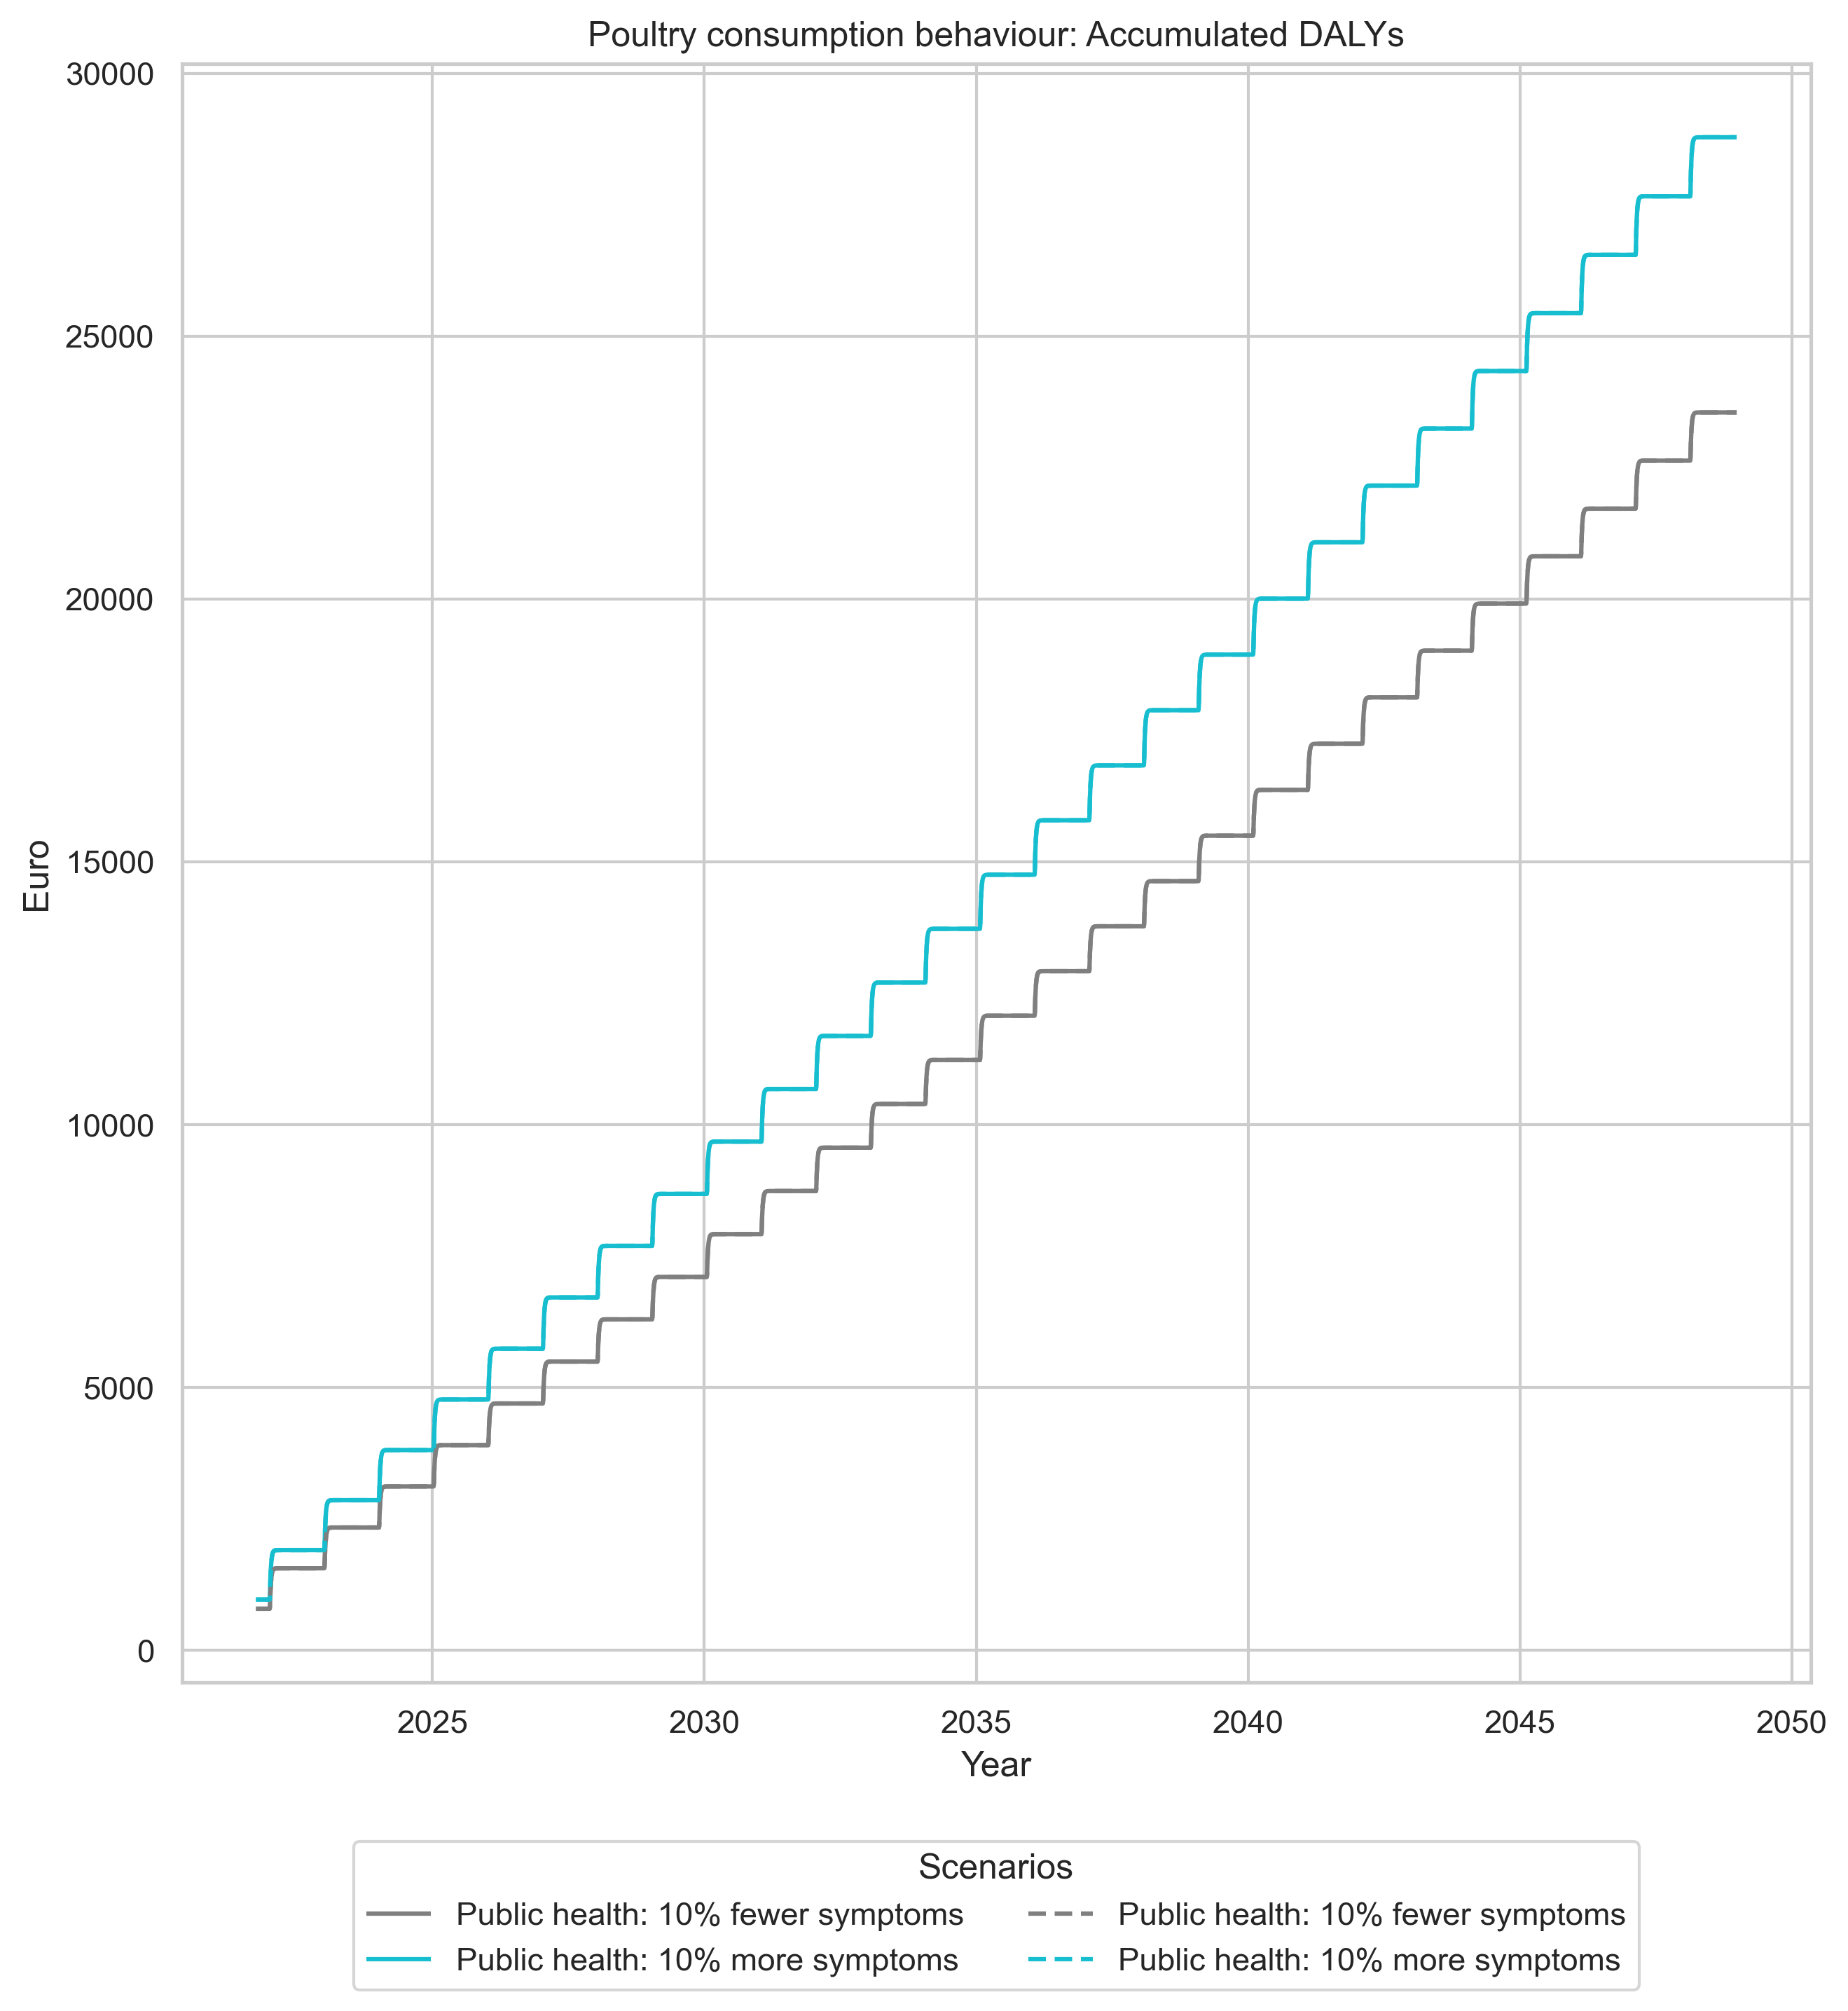 Poultry consumption behaviour: Accumulated DALYs
30000
25000
20000
15000
10000
5000
0
Euro
2025 2030 2035 2040 2045 2050
Year
Scenarios
Public health: 10% fewer symptoms Public health: 10% fewer symptoms
Public health: 10% more symptoms Public health: 10% more symptoms